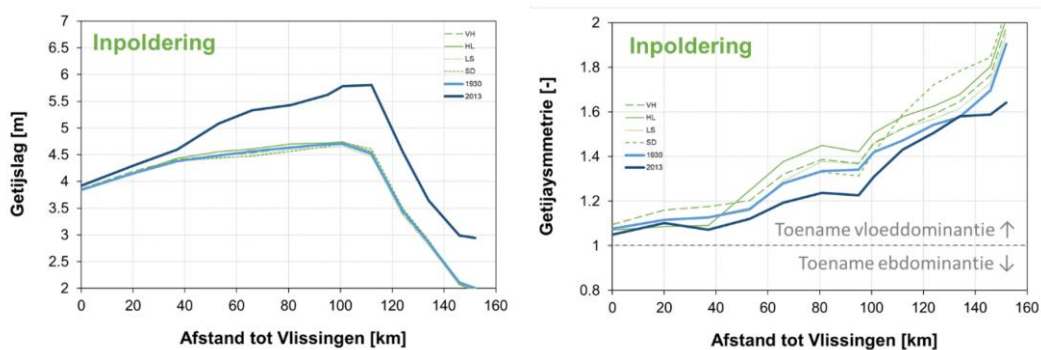 7
6.5
6
5.5
5
4.5
4
3.5
3
2.5
2
Getijslag [m]
Inpoldering
VH
HL
LS
SD
1930
2013
0 20 40 60 80 100 120 140 160
Afstand tot Vlissingen [km]
2
1.8
1.6
1.4
1.2
1
0.8
Getijaysmmetrie [-]
Inpoldering
VH
HL
LS
SD
1930
2013
Toename vloeddominantie ↑
Toename ebdominantie ↓
0 20 40 60 80 100 120 140 160
Afstand tot Vlissingen [km]